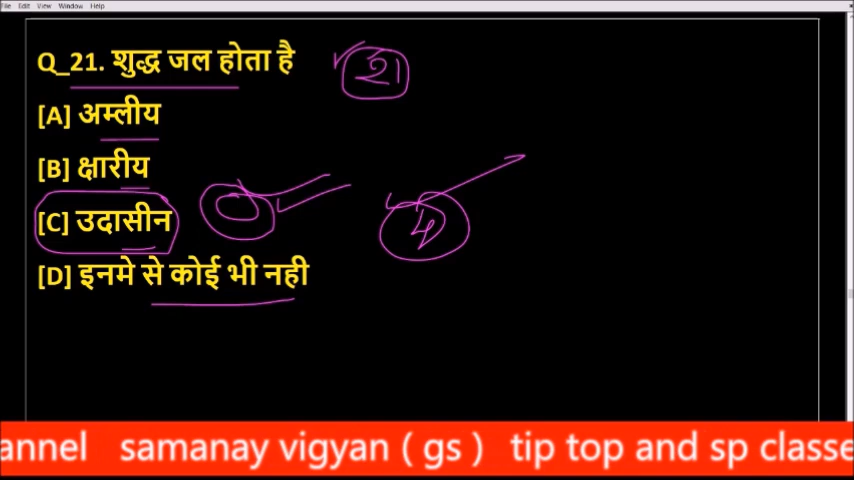 File Edit View Window Help
Q_21. शुद्ध जल होता है 21
[A] अम्लीय
[B] क्षारीय
[C] उदासीन
[D] इनमे से कोई भी नही
annel samanay vigyan ( gs ) tip top and sp classe